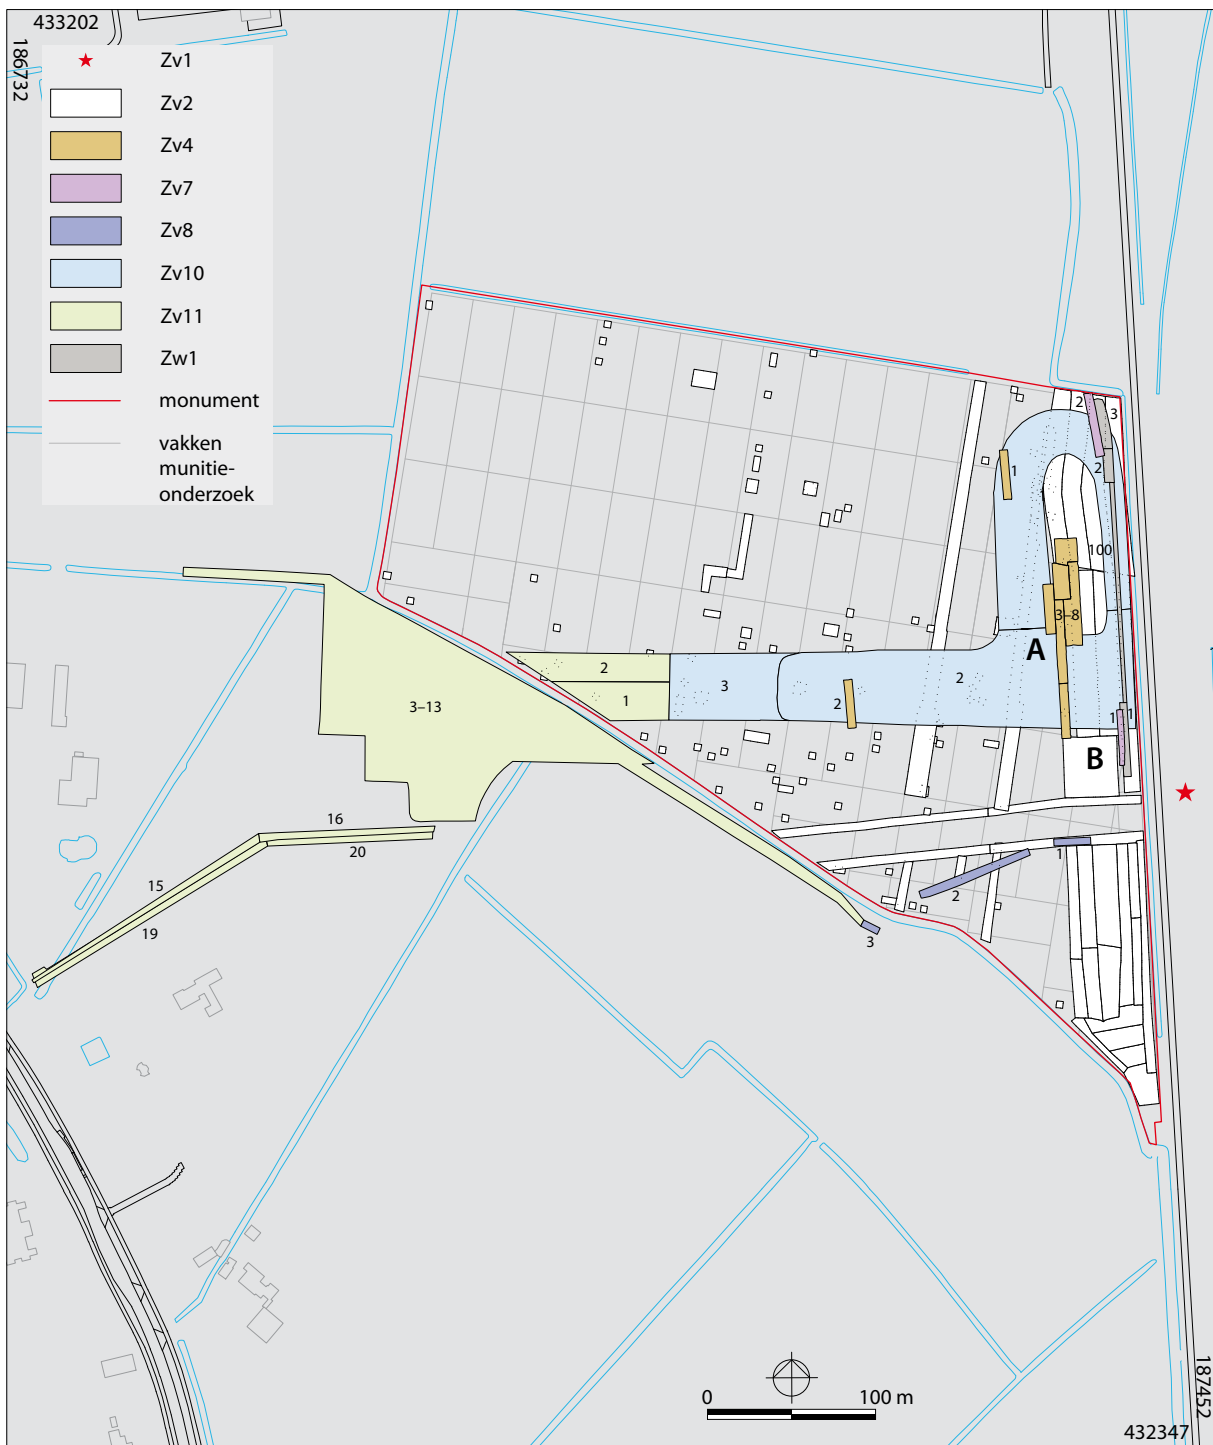 433202
186732
Zv1
Zv2
Zv4
Zv7
Zv8
Zv10
Zv11
Zw1
monument
vakken
munitie-
onderzoek
2
3
1
2
100
3–8
A
2
1
3
2
2
1
1
B
3–13
16
20
15
19
1
2
3
0
100 m
187452
432347